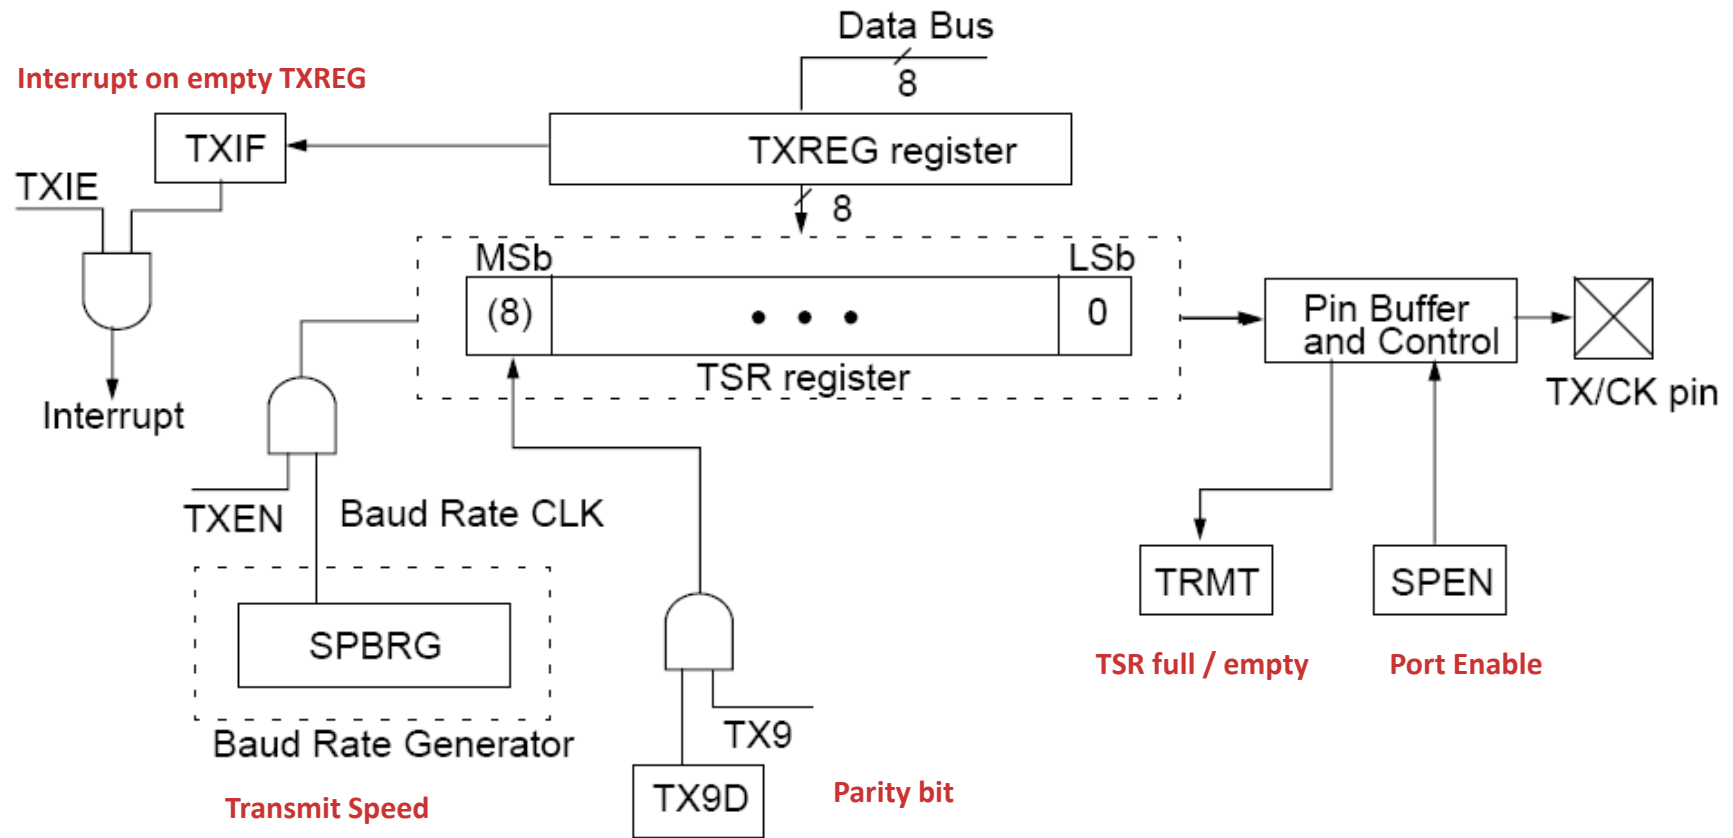 Data Bus
8
Interrupt on empty TXREG
TXIF
TXREG register
TXIE
8
MSb
LSb
(8)
• • •
0
Pin Buffer
and Control
TSR register
TX/CK pin
Interrupt
TXEN
Baud Rate CLK
TRMT
SPEN
SPBRG
TSR full / empty
Port Enable
TX9
Baud Rate Generator
TX9D
Parity bit
Transmit Speed